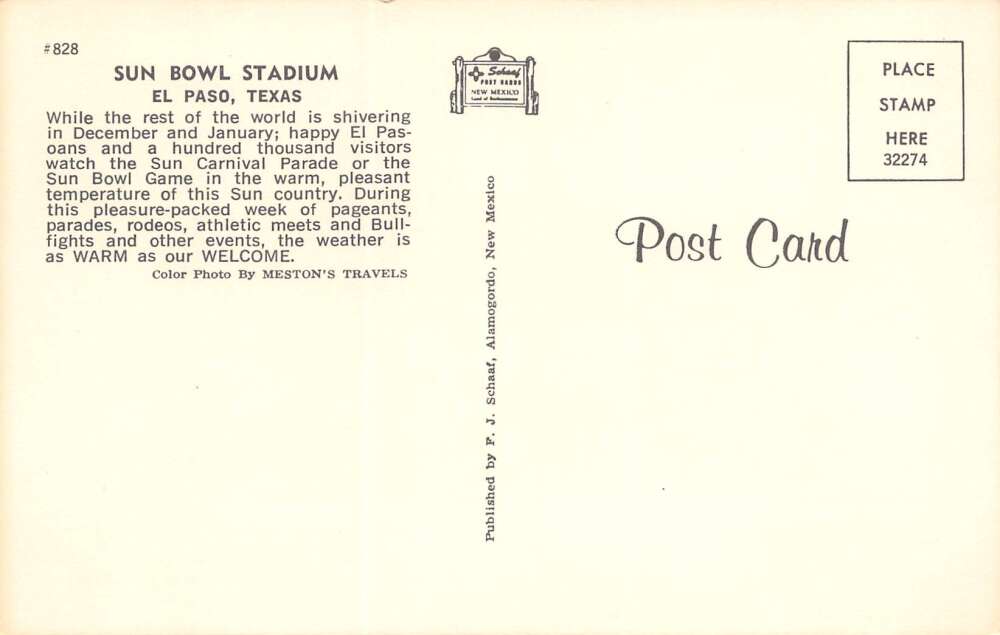 #828
SUN BOWL STADIUM
EL PASO, TEXAS
While the rest of the world is shivering
in December and January; happy El Pas-
oans and a hundred thousand visitors
watch the Sun Carnival Parade or the
Sun Bowl Game in the warm, pleasant
temperature of this Sun country. During
this pleasure-packed week of pageants,
parades, rodeos, athletic meets and Bull-
fights and other events, the weather is
as WARM as our WELCOME.
Color Photo By MESTON'S TRAVELS
Schaaf
POST CARDS
NEW MEXICO
Land of Enchantment
Published by F. J. Schaaf, Alamogordo, New Mexico
PLACE
STAMP
HERE
32274
Post Card